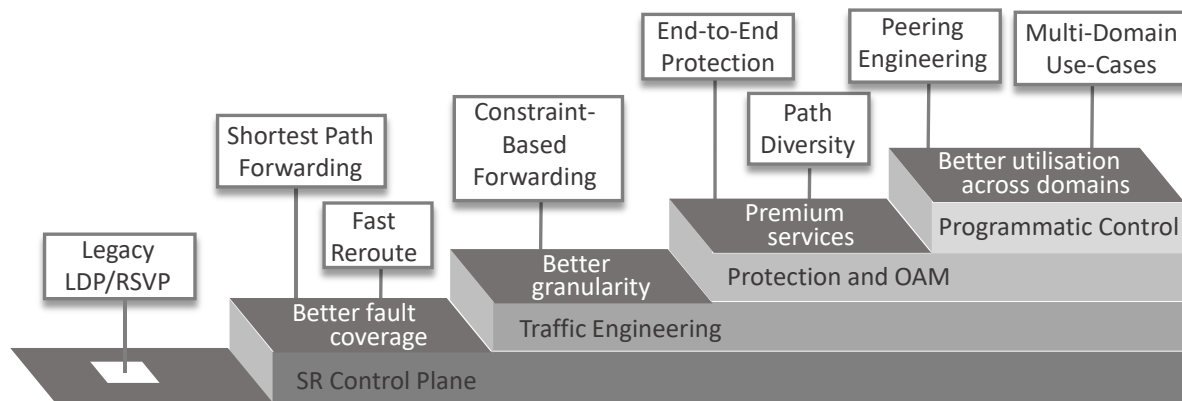 Legacy
LDP/RSVP
Shortest Path
Forwarding
Fast
Reroute
Better fault
coverage
SR Control Plane
Constraint-
Based
Forwarding
Better
granularity
Traffic Engineering
End-to-End
Protection
Path
Diversity
Premium
services
Protection and OAM
Peering
Engineering
Multi-Domain
Use-Cases
Better utilisation
across domains
Programmatic Control